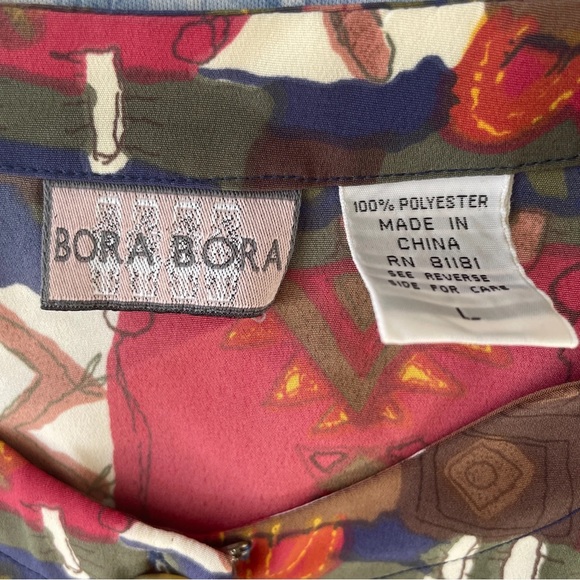 BORA BORA
100% POLYESTER
MADE IN
CHINA
RN 81181
SEE REVERSE
SIDE FOR CARE
L